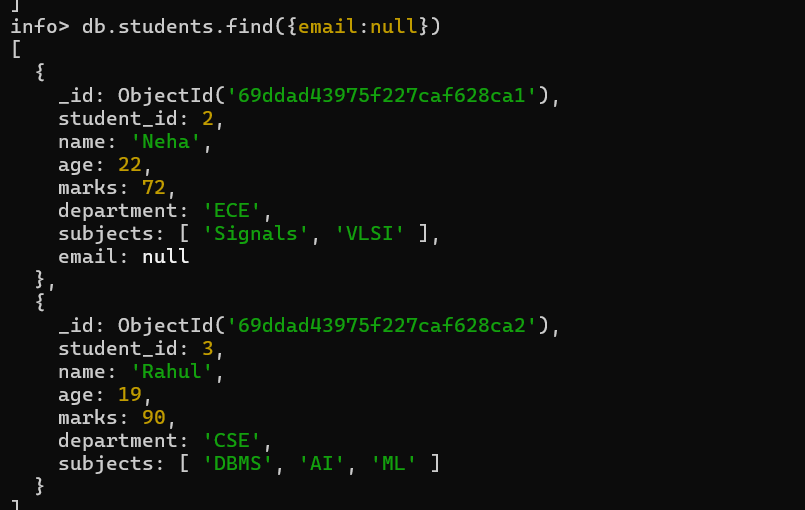 ]
info> db.students.find({email:null})
[
  {
    _id: ObjectId('69ddad43975f227caf628ca1'),
    student_id: 2,
    name: 'Neha',
    age: 22,
    marks: 72,
    department: 'ECE',
    subjects: [ 'Signals', 'VLSI' ],
    email: null
  },
  {
    _id: ObjectId('69ddad43975f227caf628ca2'),
    student_id: 3,
    name: 'Rahul',
    age: 19,
    marks: 90,
    department: 'CSE',
    subjects: [ 'DBMS', 'AI', 'ML' ]
  }
]